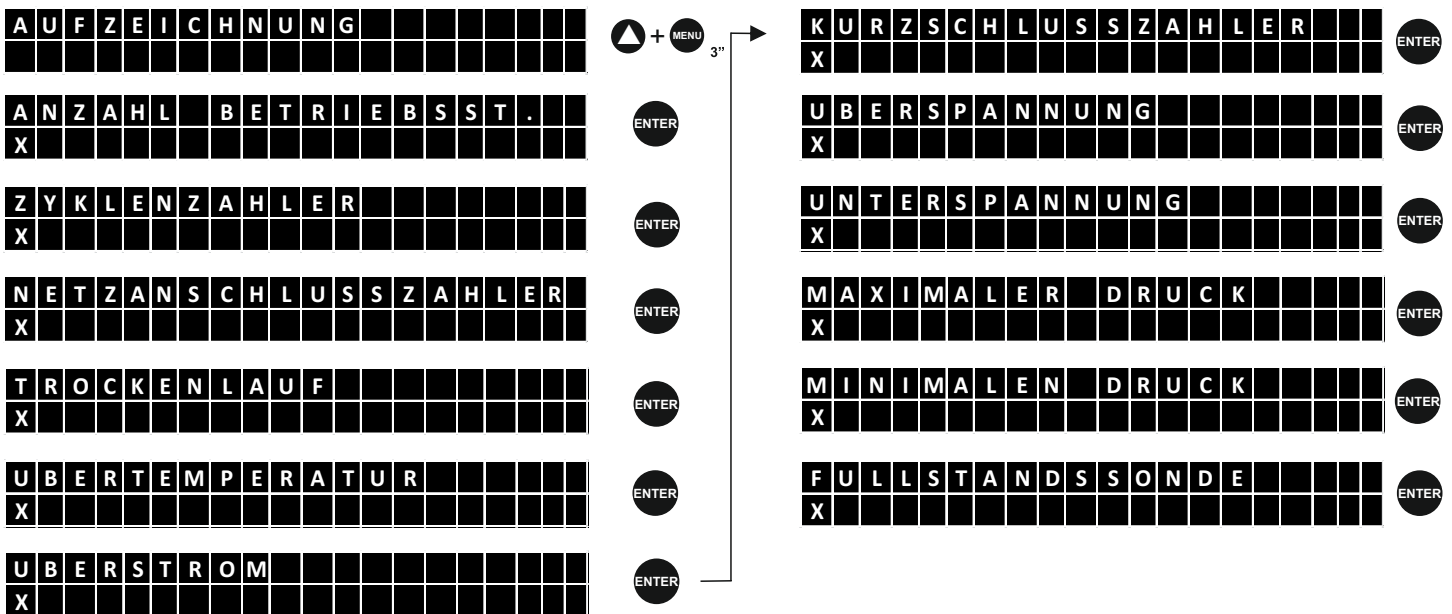 AUFZEICHNUNG
+ MENU 3”
ANZAHL BETRIEBSST.
X
ENTER
ZYKLENZAHLER
X
ENTER
NETZANSCHLUSSZAHLER
X
ENTER
TROCKENLAUF
X
ENTER
UBERTEMPERATUR
X
ENTER
UBERSTROM
X
ENTER
KURZSCHLUSSZAHLER
X
ENTER
UBERSPANNUNG
X
ENTER
UNTERSPANNUNG
X
ENTER
MAXIMALER DRUCK
X
ENTER
MINIMALEN DRUCK
X
ENTER
FULLSTANDSSONDE
X
ENTER